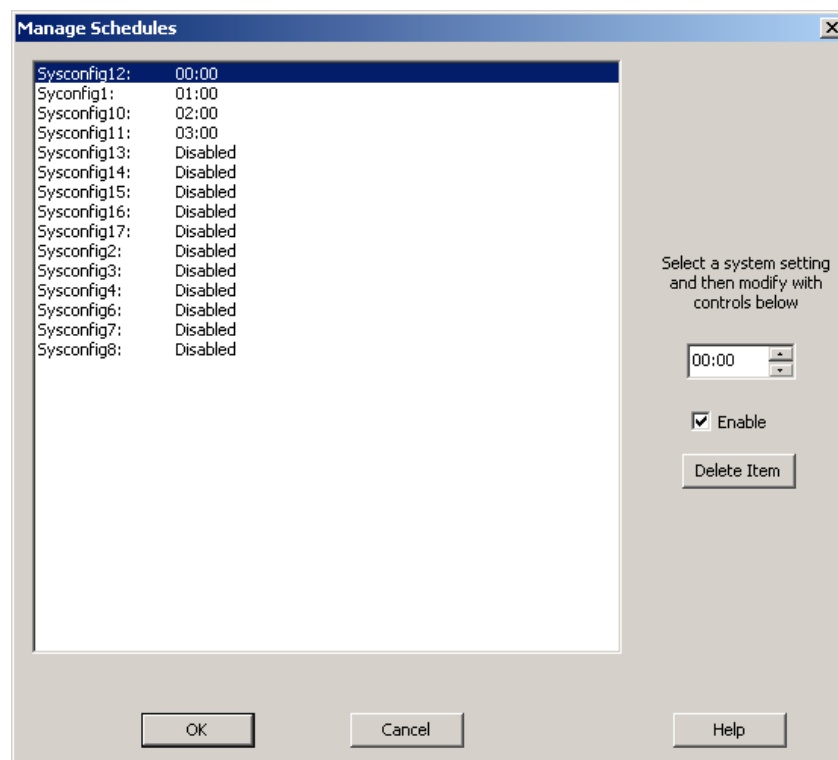 Manage Schedules
Sysconfig12: 00:00
Syconfig1: 01:00
Sysconfig10: 02:00
Sysconfig11: 03:00
Sysconfig13: Disabled
Sysconfig14: Disabled
Sysconfig15: Disabled
Sysconfig16: Disabled
Sysconfig17: Disabled
Sysconfig2: Disabled
Sysconfig3: Disabled
Sysconfig4: Disabled
Sysconfig6: Disabled
Sysconfig7: Disabled
Sysconfig8: Disabled
Select a system setting
and then modify with
controls below
00:00
Enable
Delete Item
OK Cancel Help